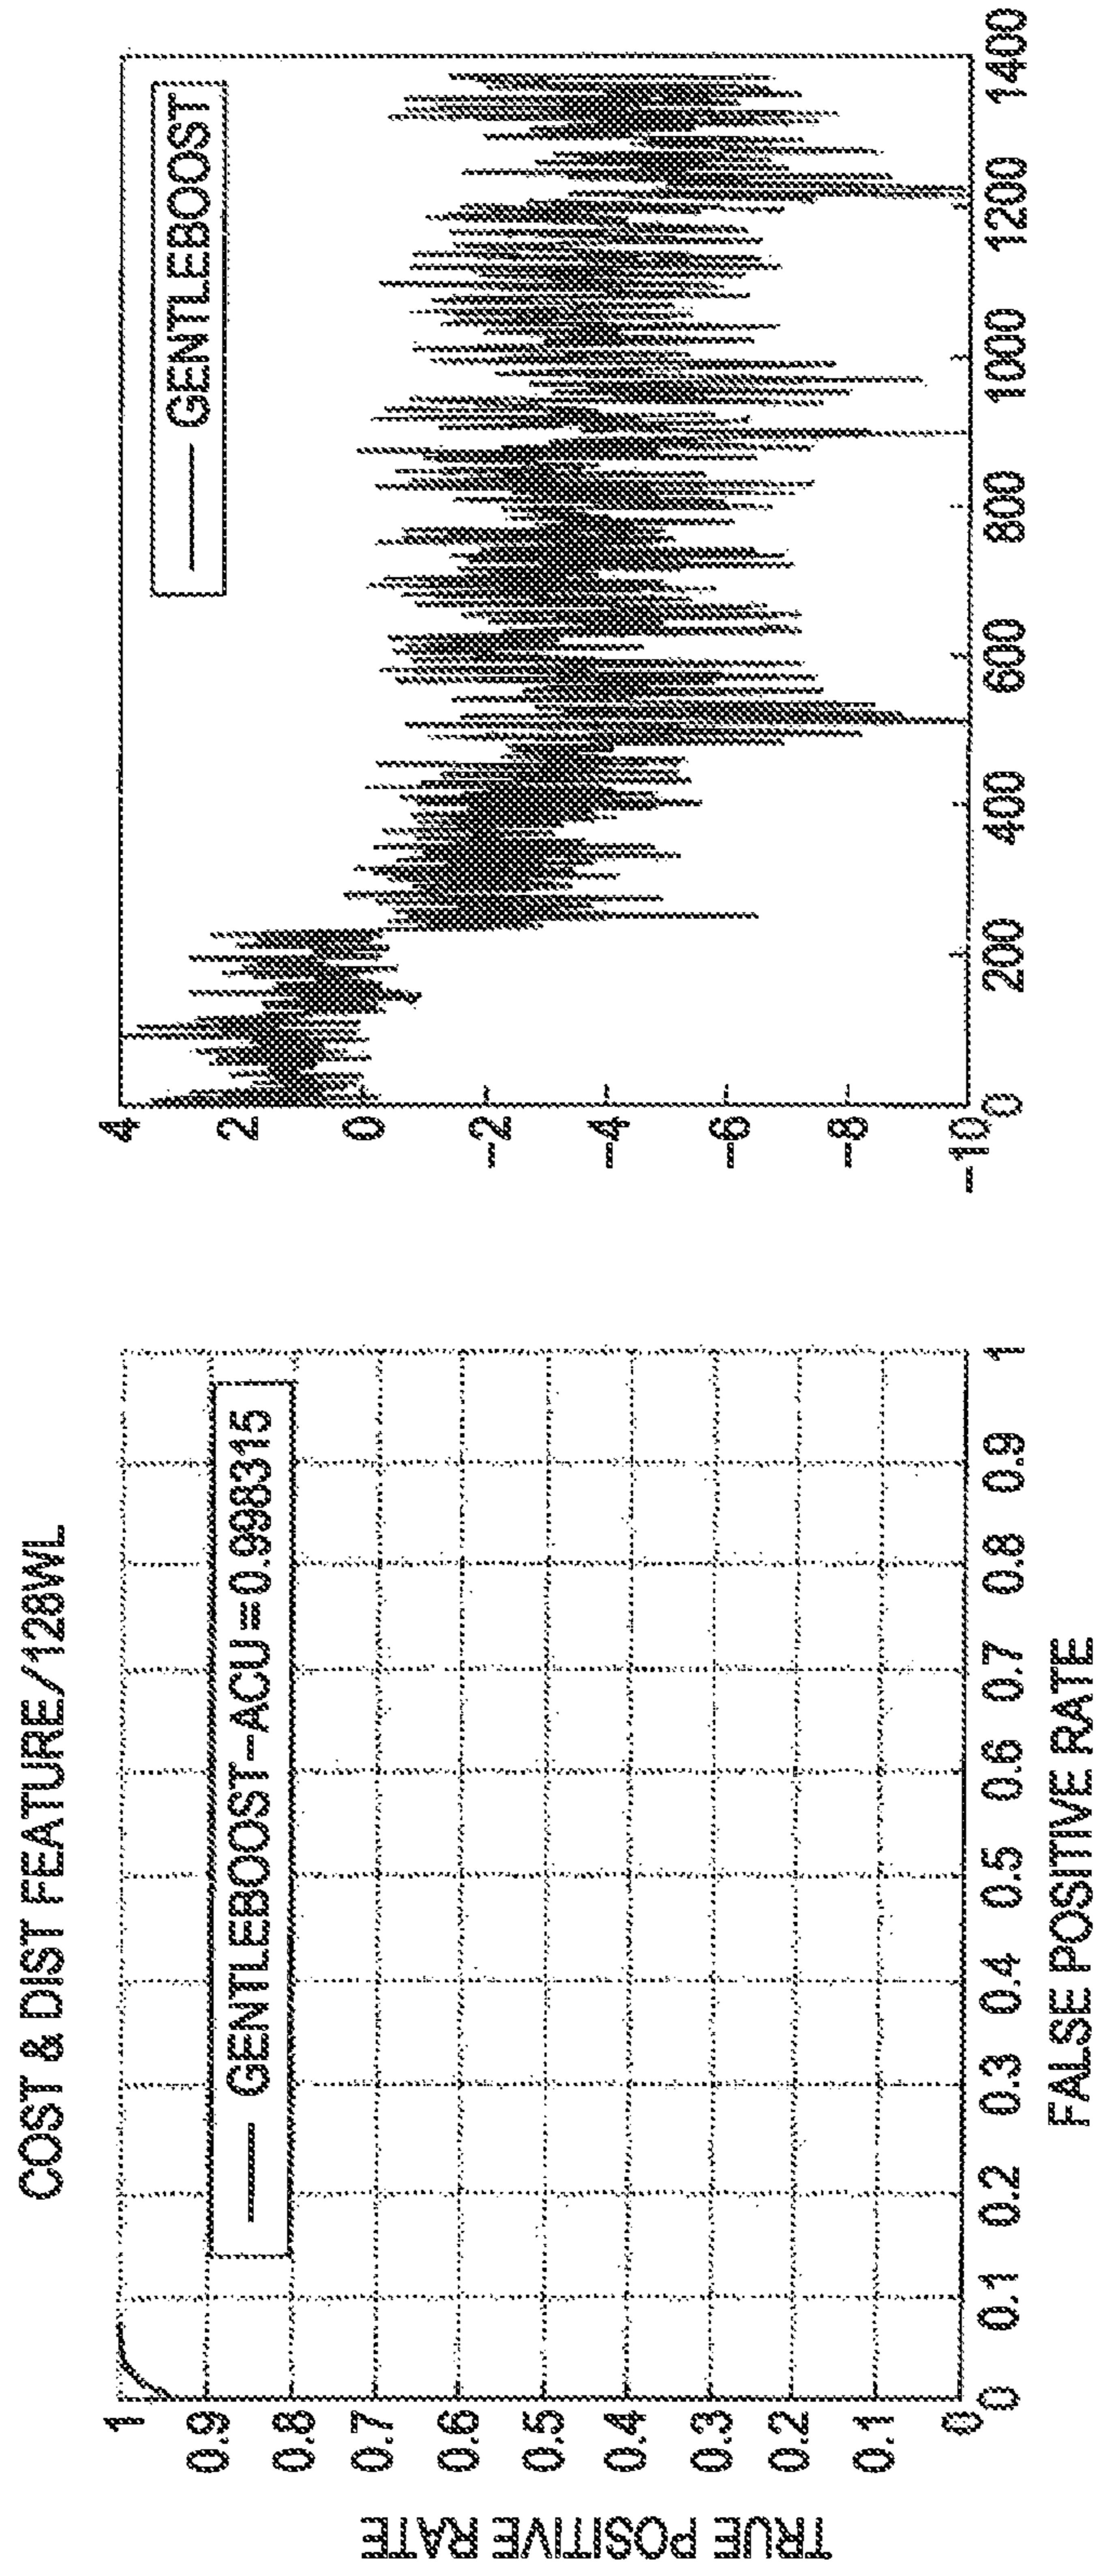 COST & DIST FEATURE/128WL
TRUE POSITIVE RATE
1
0.9
0.8
0.7
0.6
0.5
0.4
0.3
0.2
0.1
0
GENTLEBOOST-ACU=0.998315
0 0.1 0.2 0.3 0.4 0.5 0.6 0.7 0.8 0.9 1
FALSE POSITIVE RATE
4
2
0
-2
-4
-6
-8
-10
GENTLEBOOST
0 200 400 600 800 1000 1200 1400